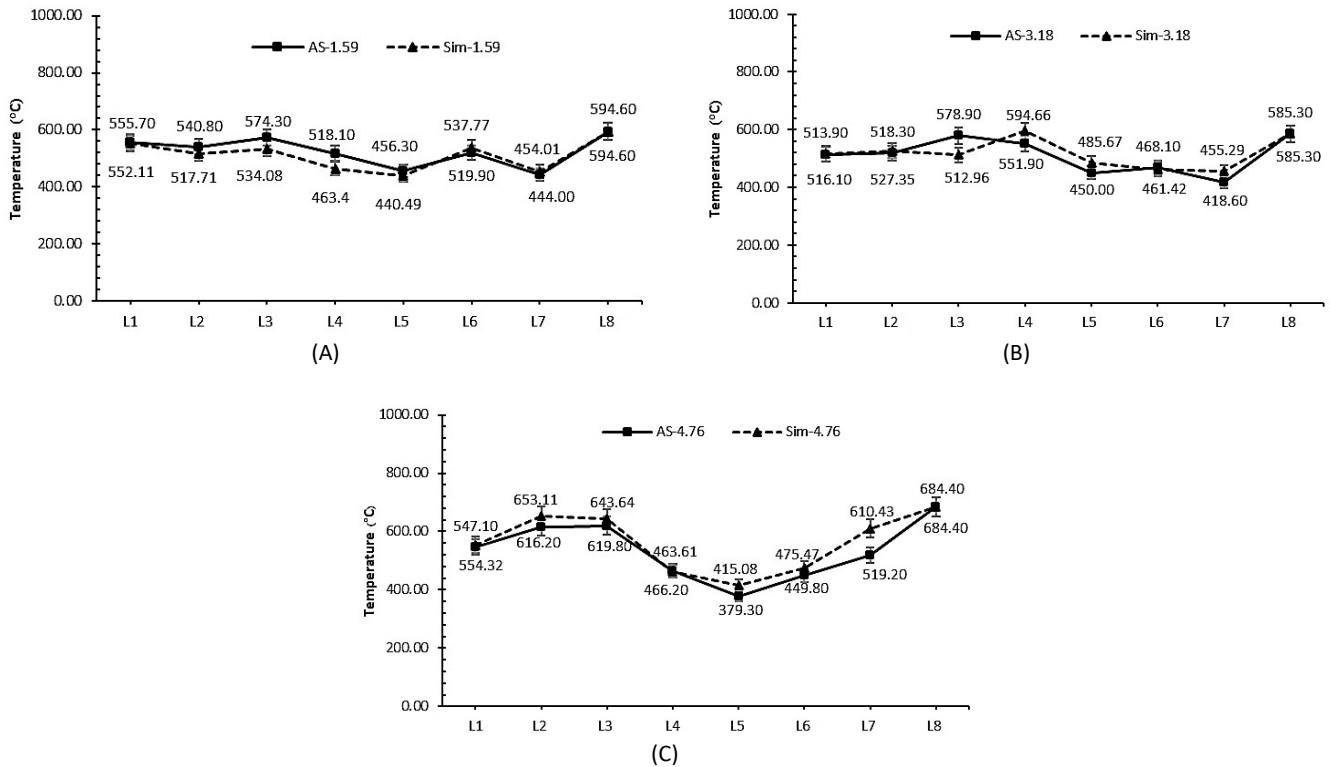 1000.00
800.00
600.00
400.00
200.00
0.00
Temperature (°C)
AS-1.59 Sim-1.59
555.70 540.80 574.30 518.10 456.30 537.77 454.01 594.60
552.11 517.71 534.08 463.4 440.49 519.90 444.00 594.60
L1 L2 L3 L4 L5 L6 L7 L8
(A)
1000.00
800.00
600.00
400.00
200.00
0.00
Temperature (°C)
AS-3.18 Sim-3.18
513.90 518.30 578.90 594.66 485.67 468.10 455.29 585.30
516.10 527.35 512.96 551.90 450.00 461.42 418.60 585.30
L1 L2 L3 L4 L5 L6 L7 L8
(B)
1000.00
800.00
600.00
400.00
200.00
0.00
Temperature (°C)
AS-4.76 Sim-4.76
547.10 653.11 643.64 463.61 415.08 475.47 610.43 684.40
554.32 616.20 619.80 466.20 379.30 449.80 519.20 684.40
L1 L2 L3 L4 L5 L6 L7 L8
(C)